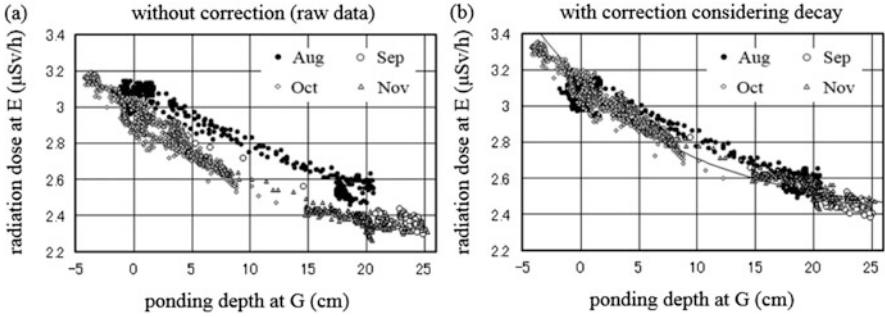 (a) without correction (raw data)
radiation dose at E (μSv/h)
3.4
3.2
3
2.8
2.6
2.4
2.2
−5 0 5 10 15 20 25
ponding depth at G (cm)
Aug Sep
Oct Nov
(b) with correction considering decay
radiation dose at E (μSv/h)
3.4
3.2
3
2.8
2.6
2.4
2.2
−5 0 5 10 15 20 25
ponding depth at G (cm)
Aug Sep
Oct Nov